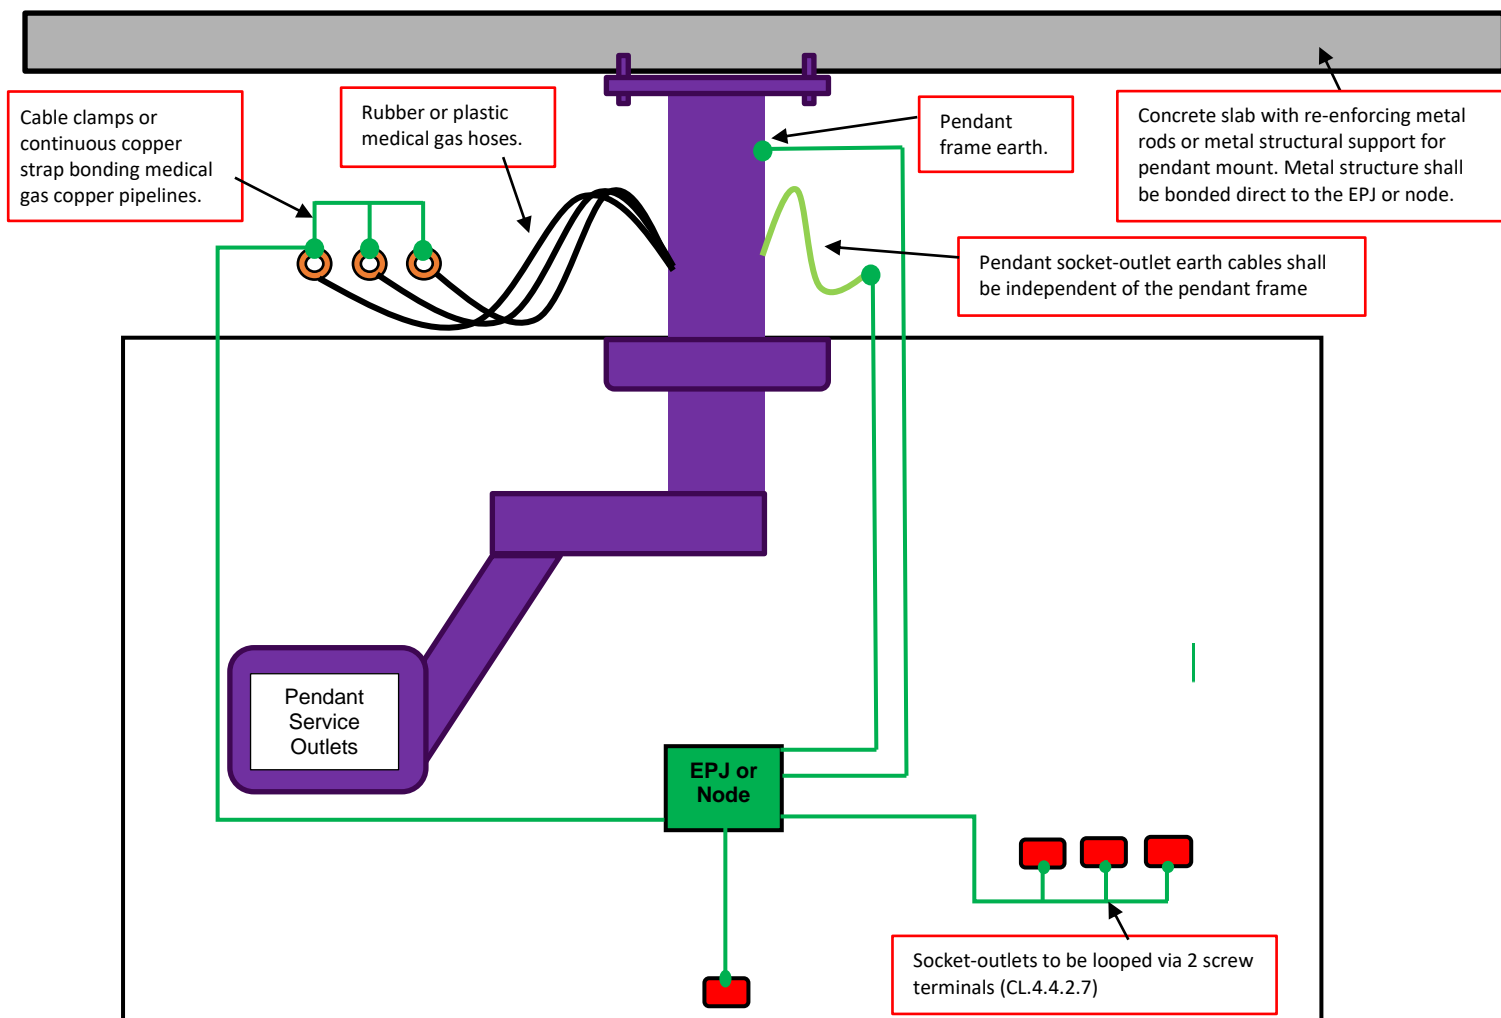 Cable clamps or
continuous copper
strap bonding medical
gas copper pipelines.
Rubber or plastic
medical gas hoses.
Pendant
frame earth.
Concrete slab with re-enforcing metal
rods or metal structural support for
pendant mount. Metal structure shall
be bonded direct to the EPJ or node.
Pendant socket-outlet earth cables shall
be independent of the pendant frame
Pendant
Service
Outlets
EPJ or
Node
Socket-outlets to be looped via 2 screw
terminals (CL.4.4.2.7)